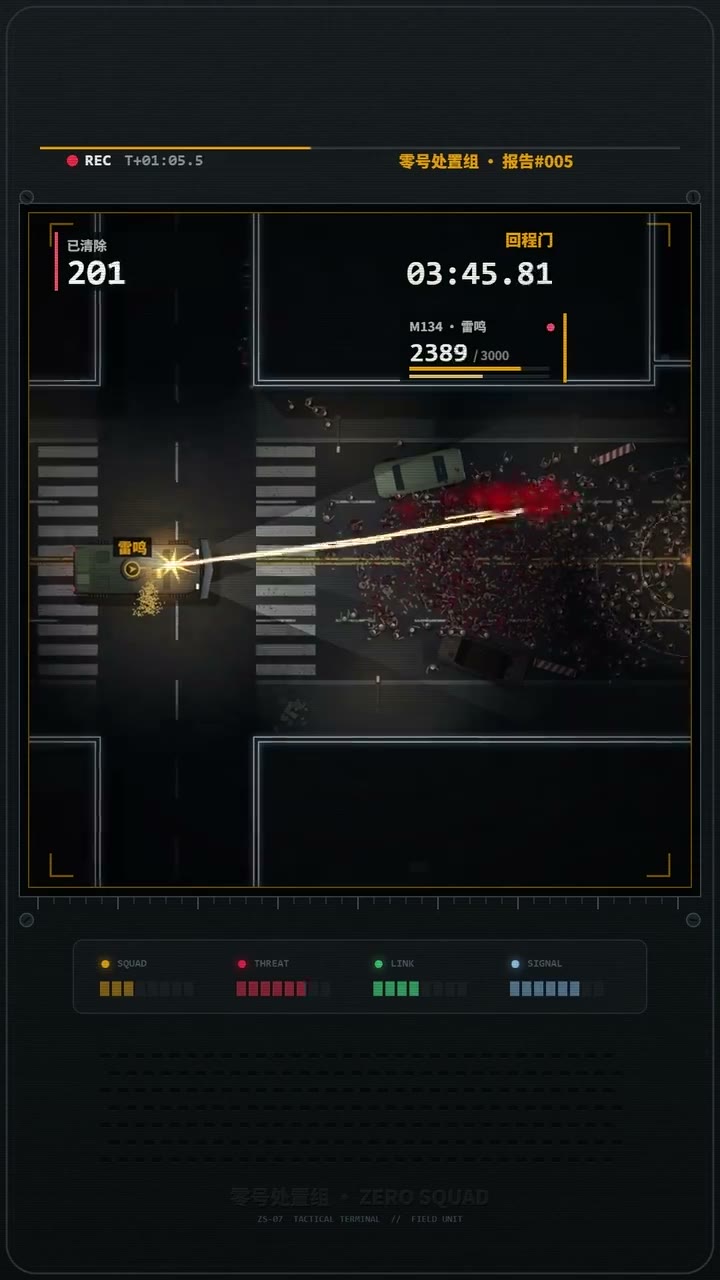 REC T+01:05.5
零号处置组 • 报告#005
已清除
201
回程门
03:45.81
M134 • 雷鸣
2389 / 3000
雷鸣
SQUAD
THREAT
LINK
SIGNAL
零号处置组 • ZERO SQUAD
ZS-07 TACTICAL TERMINAL // FIELD UNIT